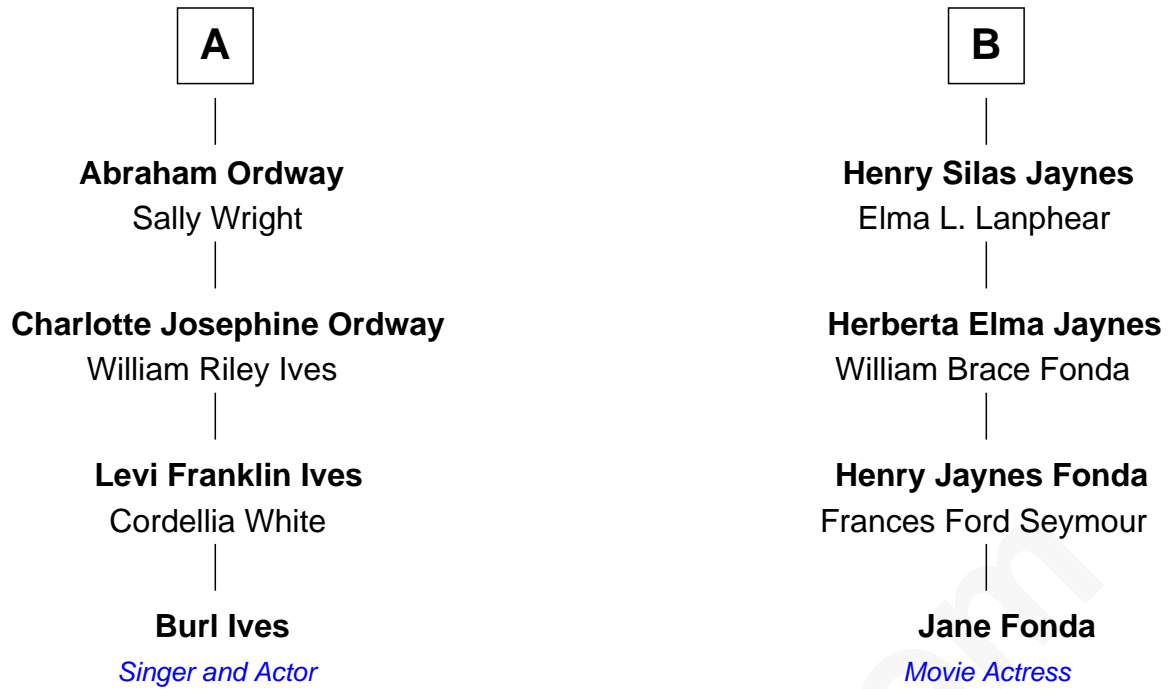 A
Abraham Ordway
Sally Wright
Charlotte Josephine Ordway
William Riley Ives
Levi Franklin Ives
Cordellia White
Burl Ives
Singer and Actor
B
Henry Silas Jaynes
Elma L. Lanphear
Herberta Elma Jaynes
William Brace Fonda
Henry Jaynes Fonda
Frances Ford Seymour
Jane Fonda
Movie Actress